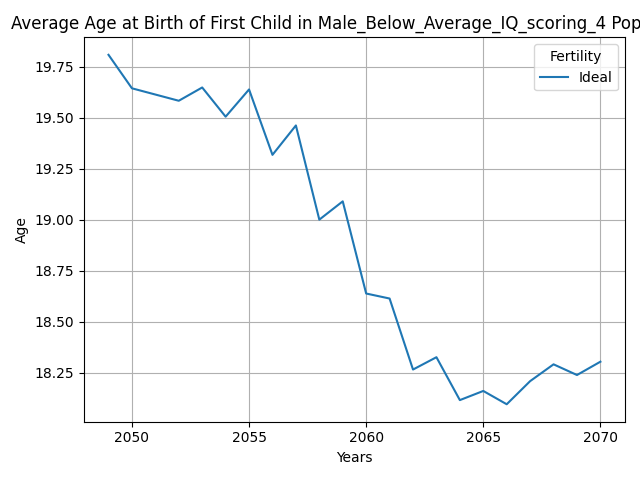 Average Age at Birth of First Child in Male_Below_Average_IQ_scoring_4 Pop
Fertility
Ideal
19.75
19.50
19.25
19.00
18.75
18.50
18.25
Age
2050 2055 2060 2065 2070
Years